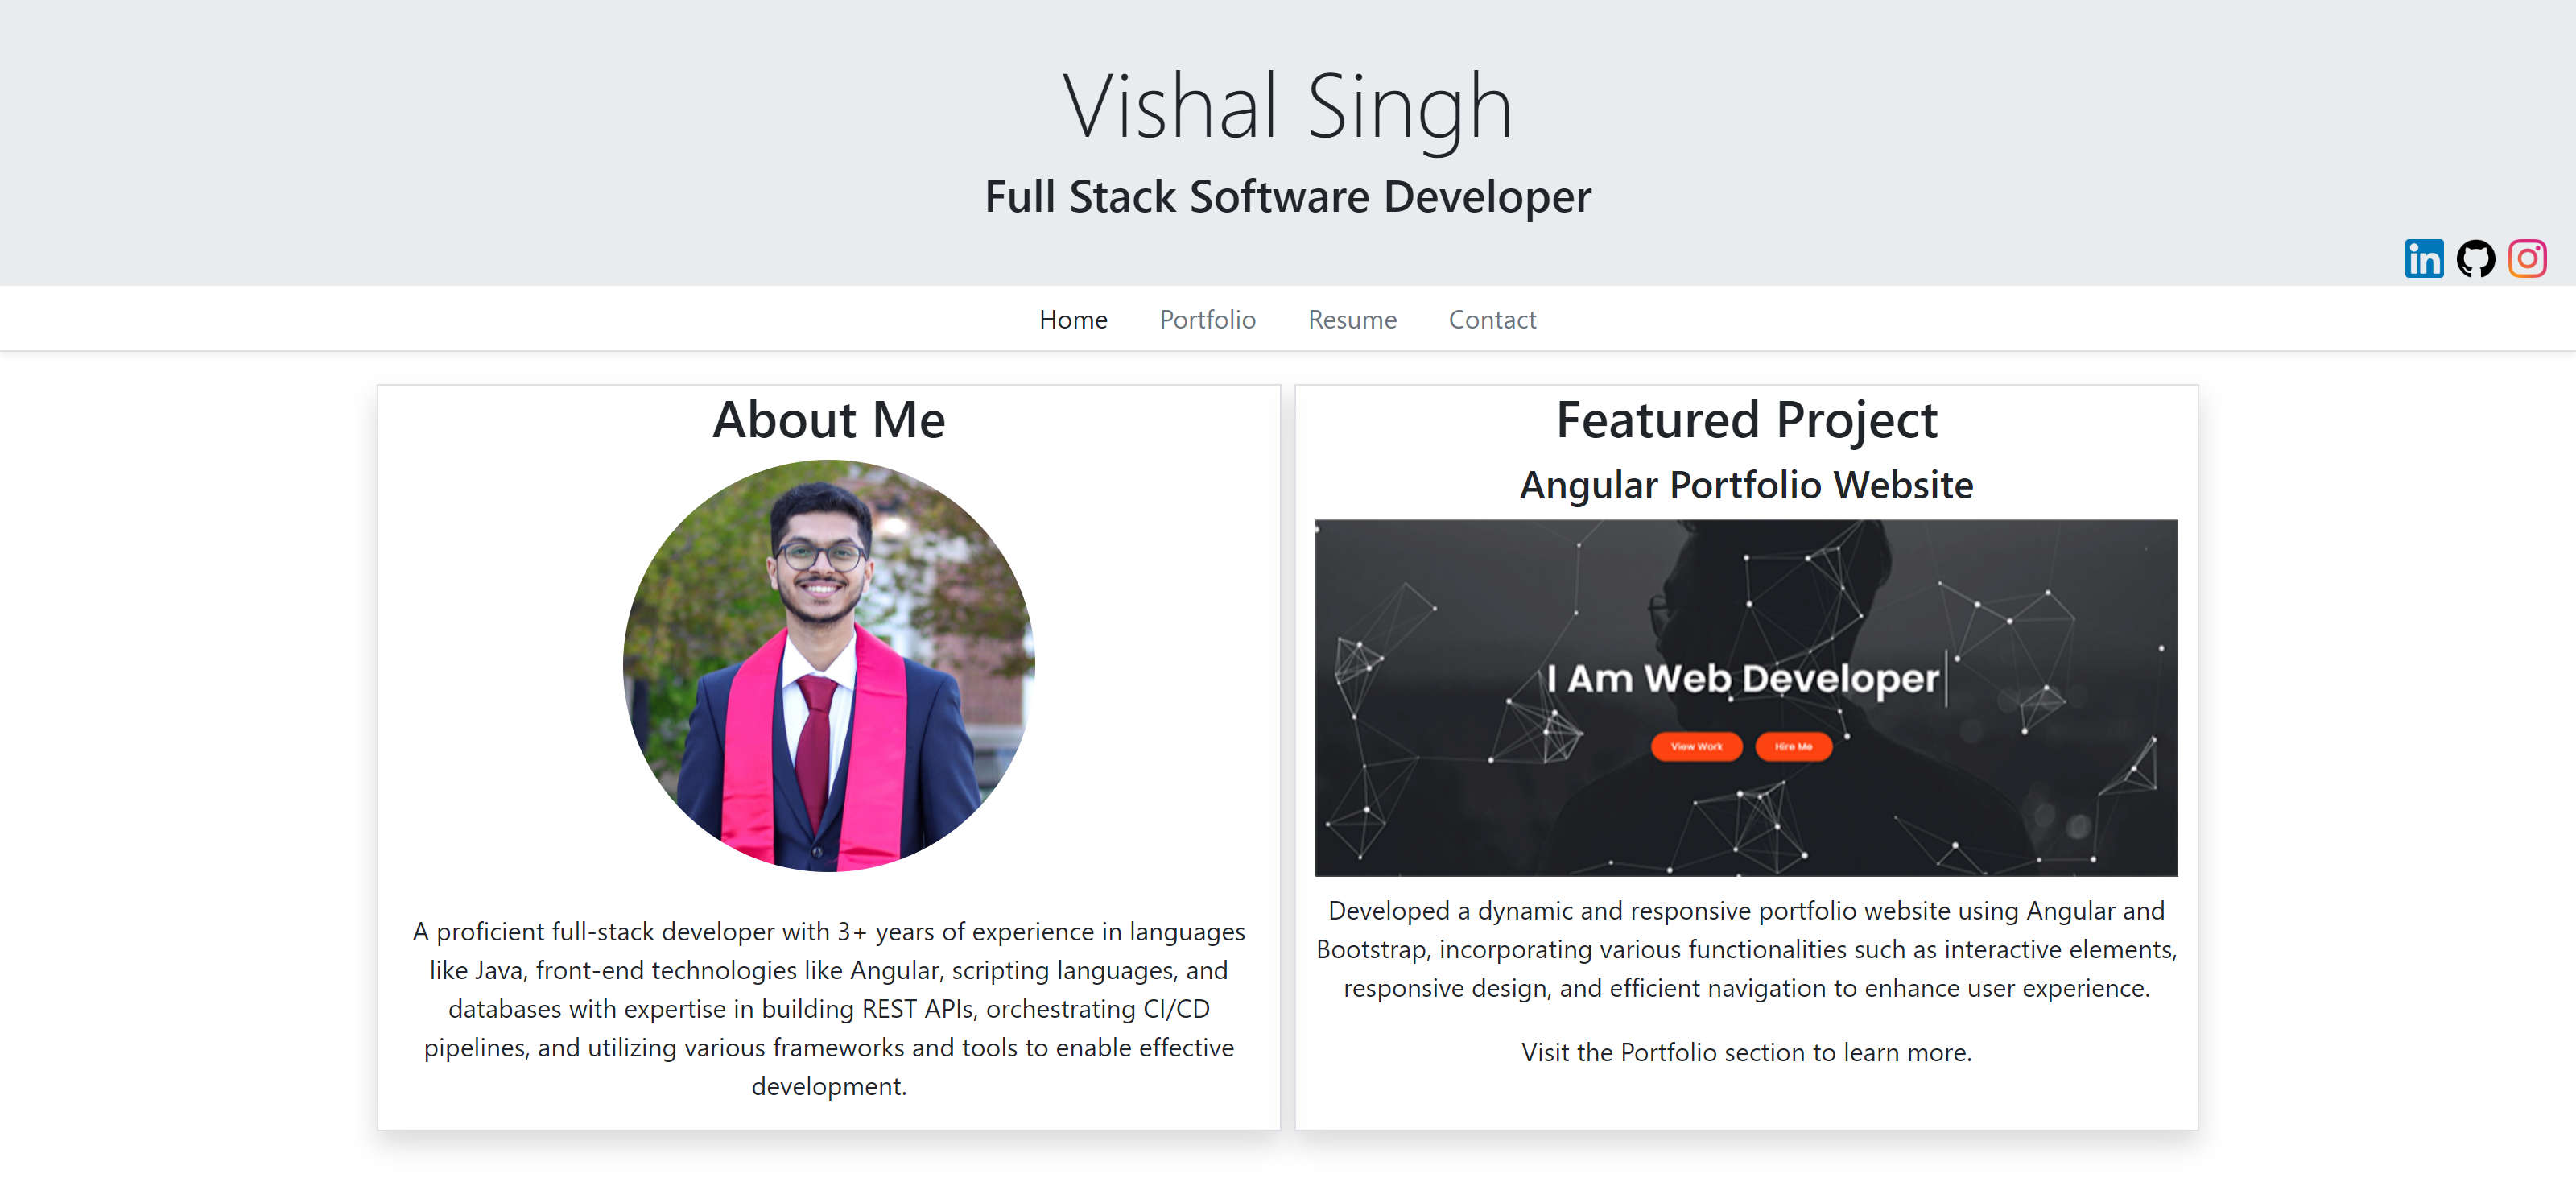 Vishal Singh
Full Stack Software Developer
in
Home Portfolio Resume Contact
About Me
A proficient full-stack developer with 3+ years of experience in languages
like Java, front-end technologies like Angular, scripting languages, and
databases with expertise in building REST APIs, orchestrating CI/CD
pipelines, and utilizing various frameworks and tools to enable effective
development.
Featured Project
Angular Portfolio Website
I Am Web Developer
View Work Hire Me
Developed a dynamic and responsive portfolio website using Angular and
Bootstrap, incorporating various functionalities such as interactive elements,
responsive design, and efficient navigation to enhance user experience.
Visit the Portfolio section to learn more.